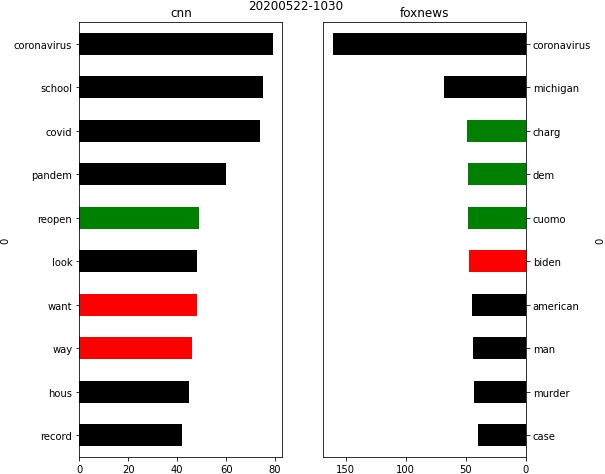 20200522-1030
cnn
foxnews
coronavirus
school
covid
pandem
reopen
look
want
way
hous
record
0
0 20 40 60 80
coronavirus
michigan
charg
dem
cuomo
biden
american
man
murder
case
0
150 100 50 0